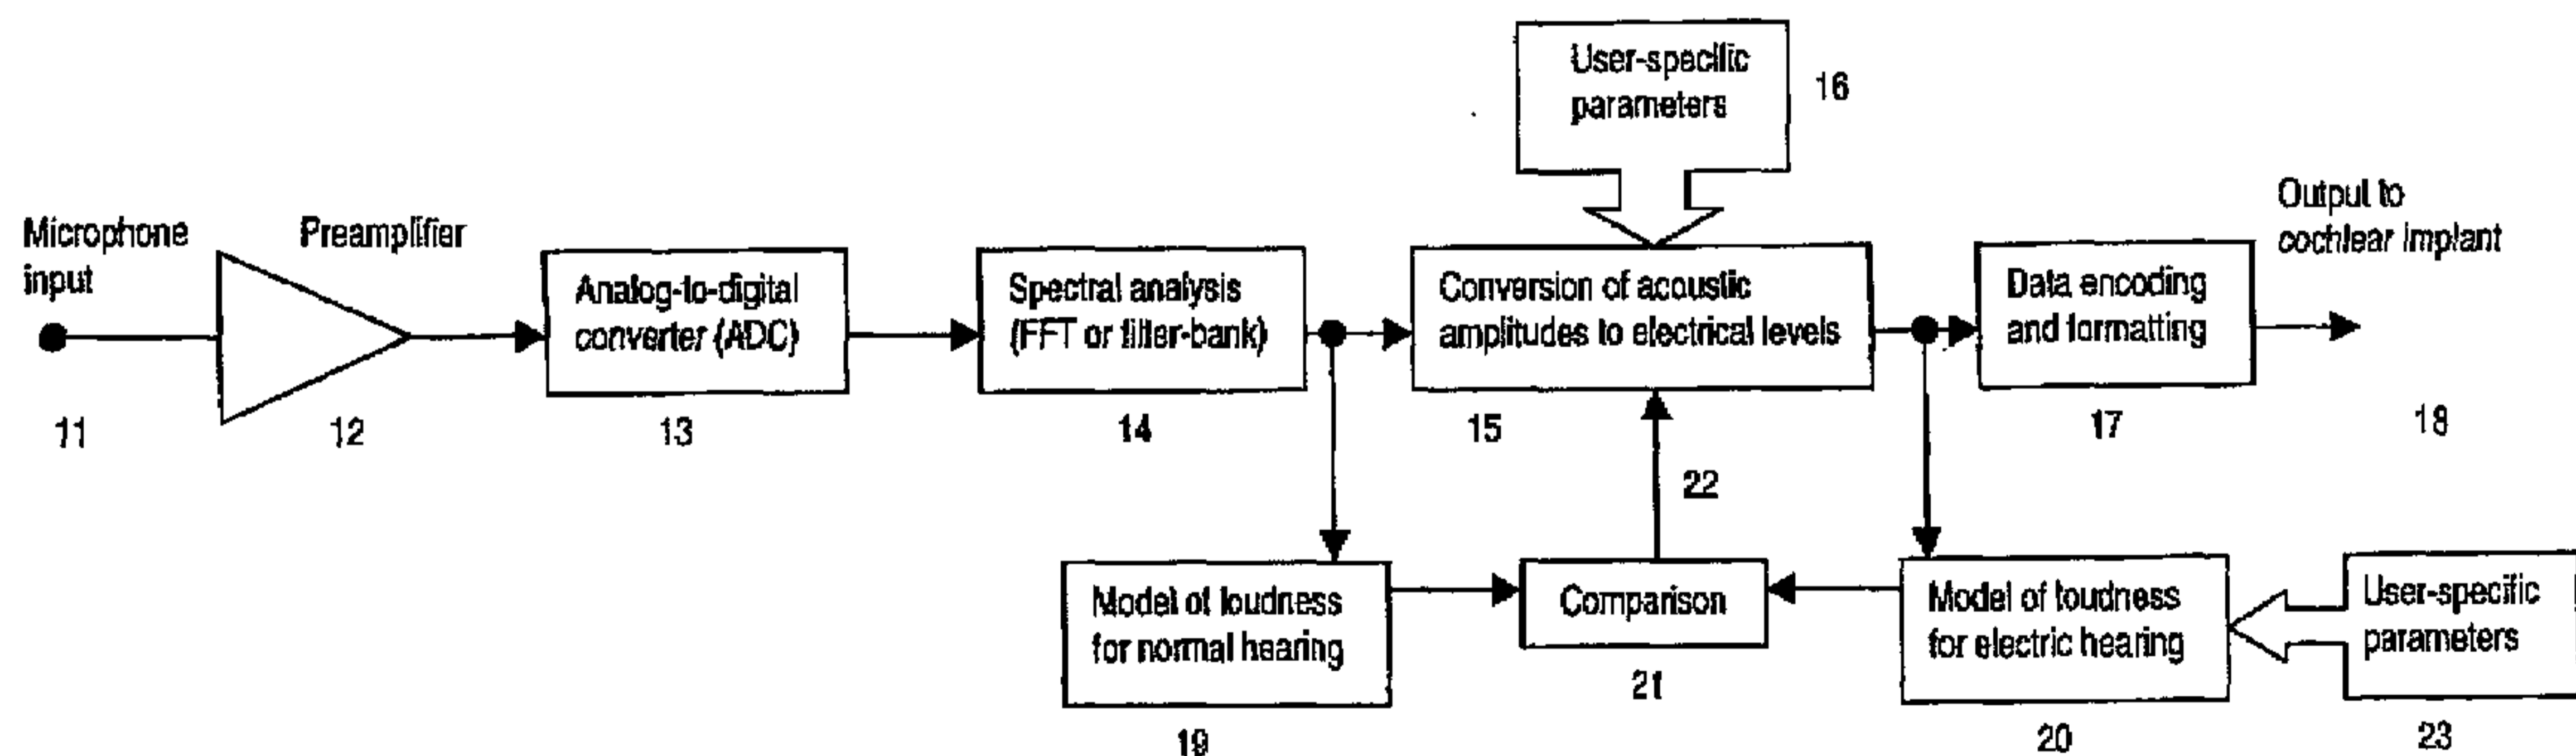 User-specific
parameters
16
Microphone
input
Preamplifier
Output to
cochlear implant
Analog-to-digital
converter (ADC)
Spectral analysis
(FFT or filter-bank)
Conversion of acoustic
amplitudes to electrical levels
Data encoding
and formatting
11
12
13
14
15
17
18
22
Model of loudness
for normal hearing
Comparison
Model of loudness
for electric hearing
User-specific
parameters
19
21
20
23